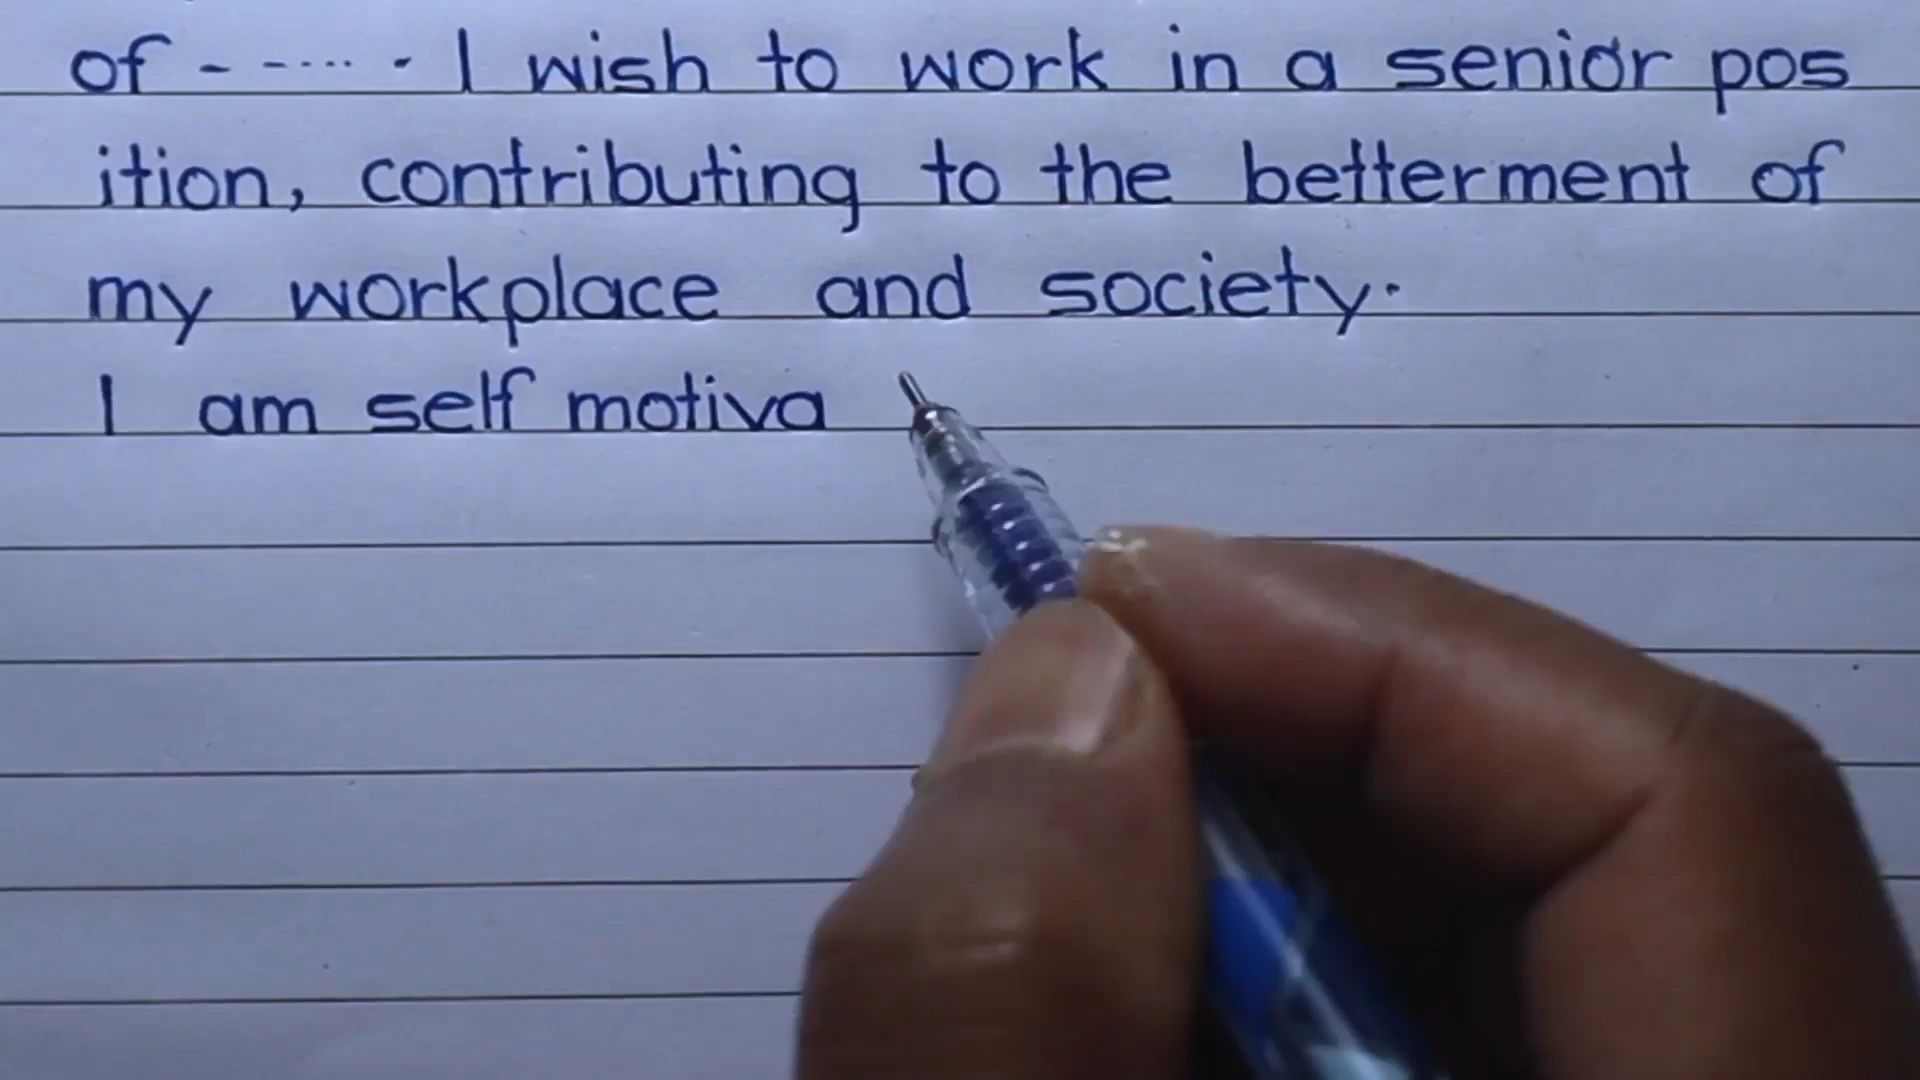 of - - ..... - I wish to work in a senior pos
ition, contributing to the betterment of
my workplace and society.
I am self motiva